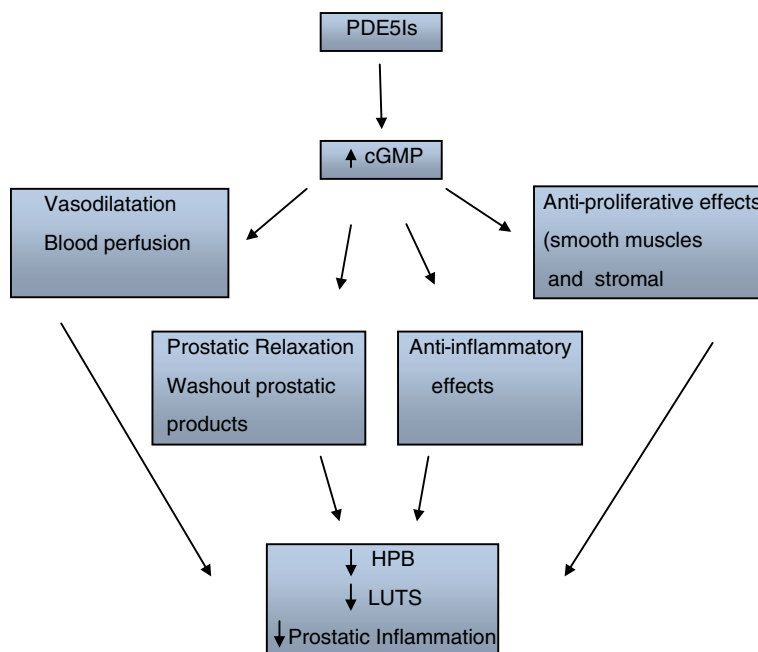 PDE5Is
cGMP
Vasodilatation
Blood perfusion
Anti-proliferative effects
(smooth muscles
and stromal
Prostatic Relaxation
Washout prostatic
products
Anti-inflammatory
effects
HPB
LUTS
Prostatic Inflammation